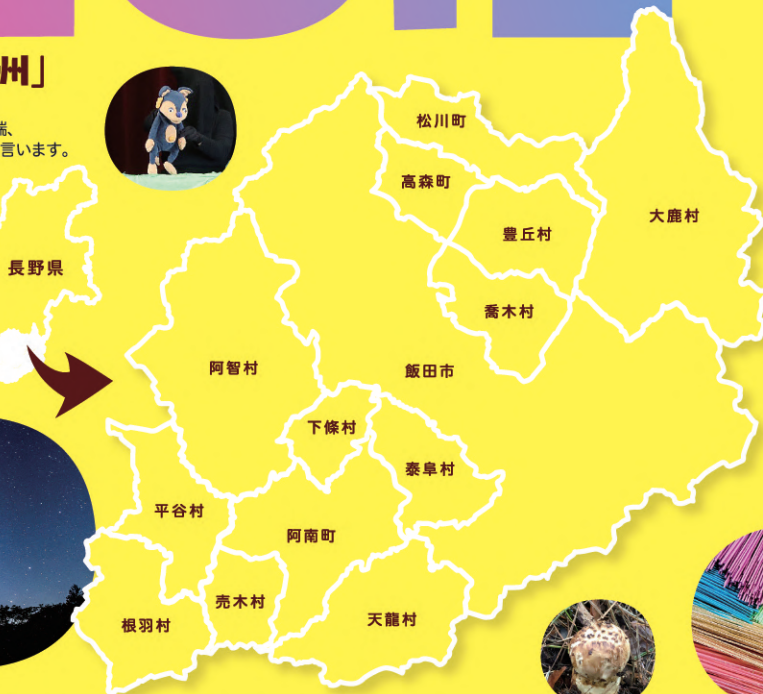 州」
端、
言います。
長野県
松川町
高森町
豊丘村
大鹿村
喬木村
阿智村
飯田市
下條村
泰阜村
平谷村
阿南町
売木村
根羽村
天龍村